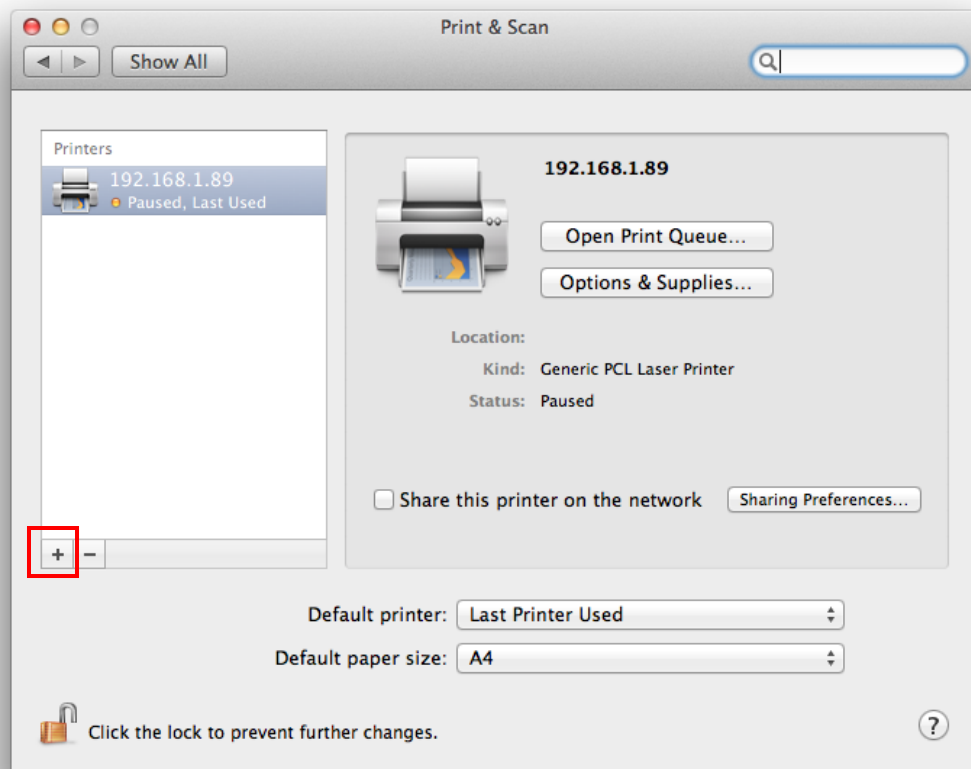 Print & Scan
Show All
Printers
192.168.1.89
Paused, Last Used
192.168.1.89
Open Print Queue...
Options & Supplies...
Location:
Kind: Generic PCL Laser Printer
Status: Paused
Share this printer on the network
Sharing Preferences...
+ −
Default printer: Last Printer Used
Default paper size: A4
Click the lock to prevent further changes.
?